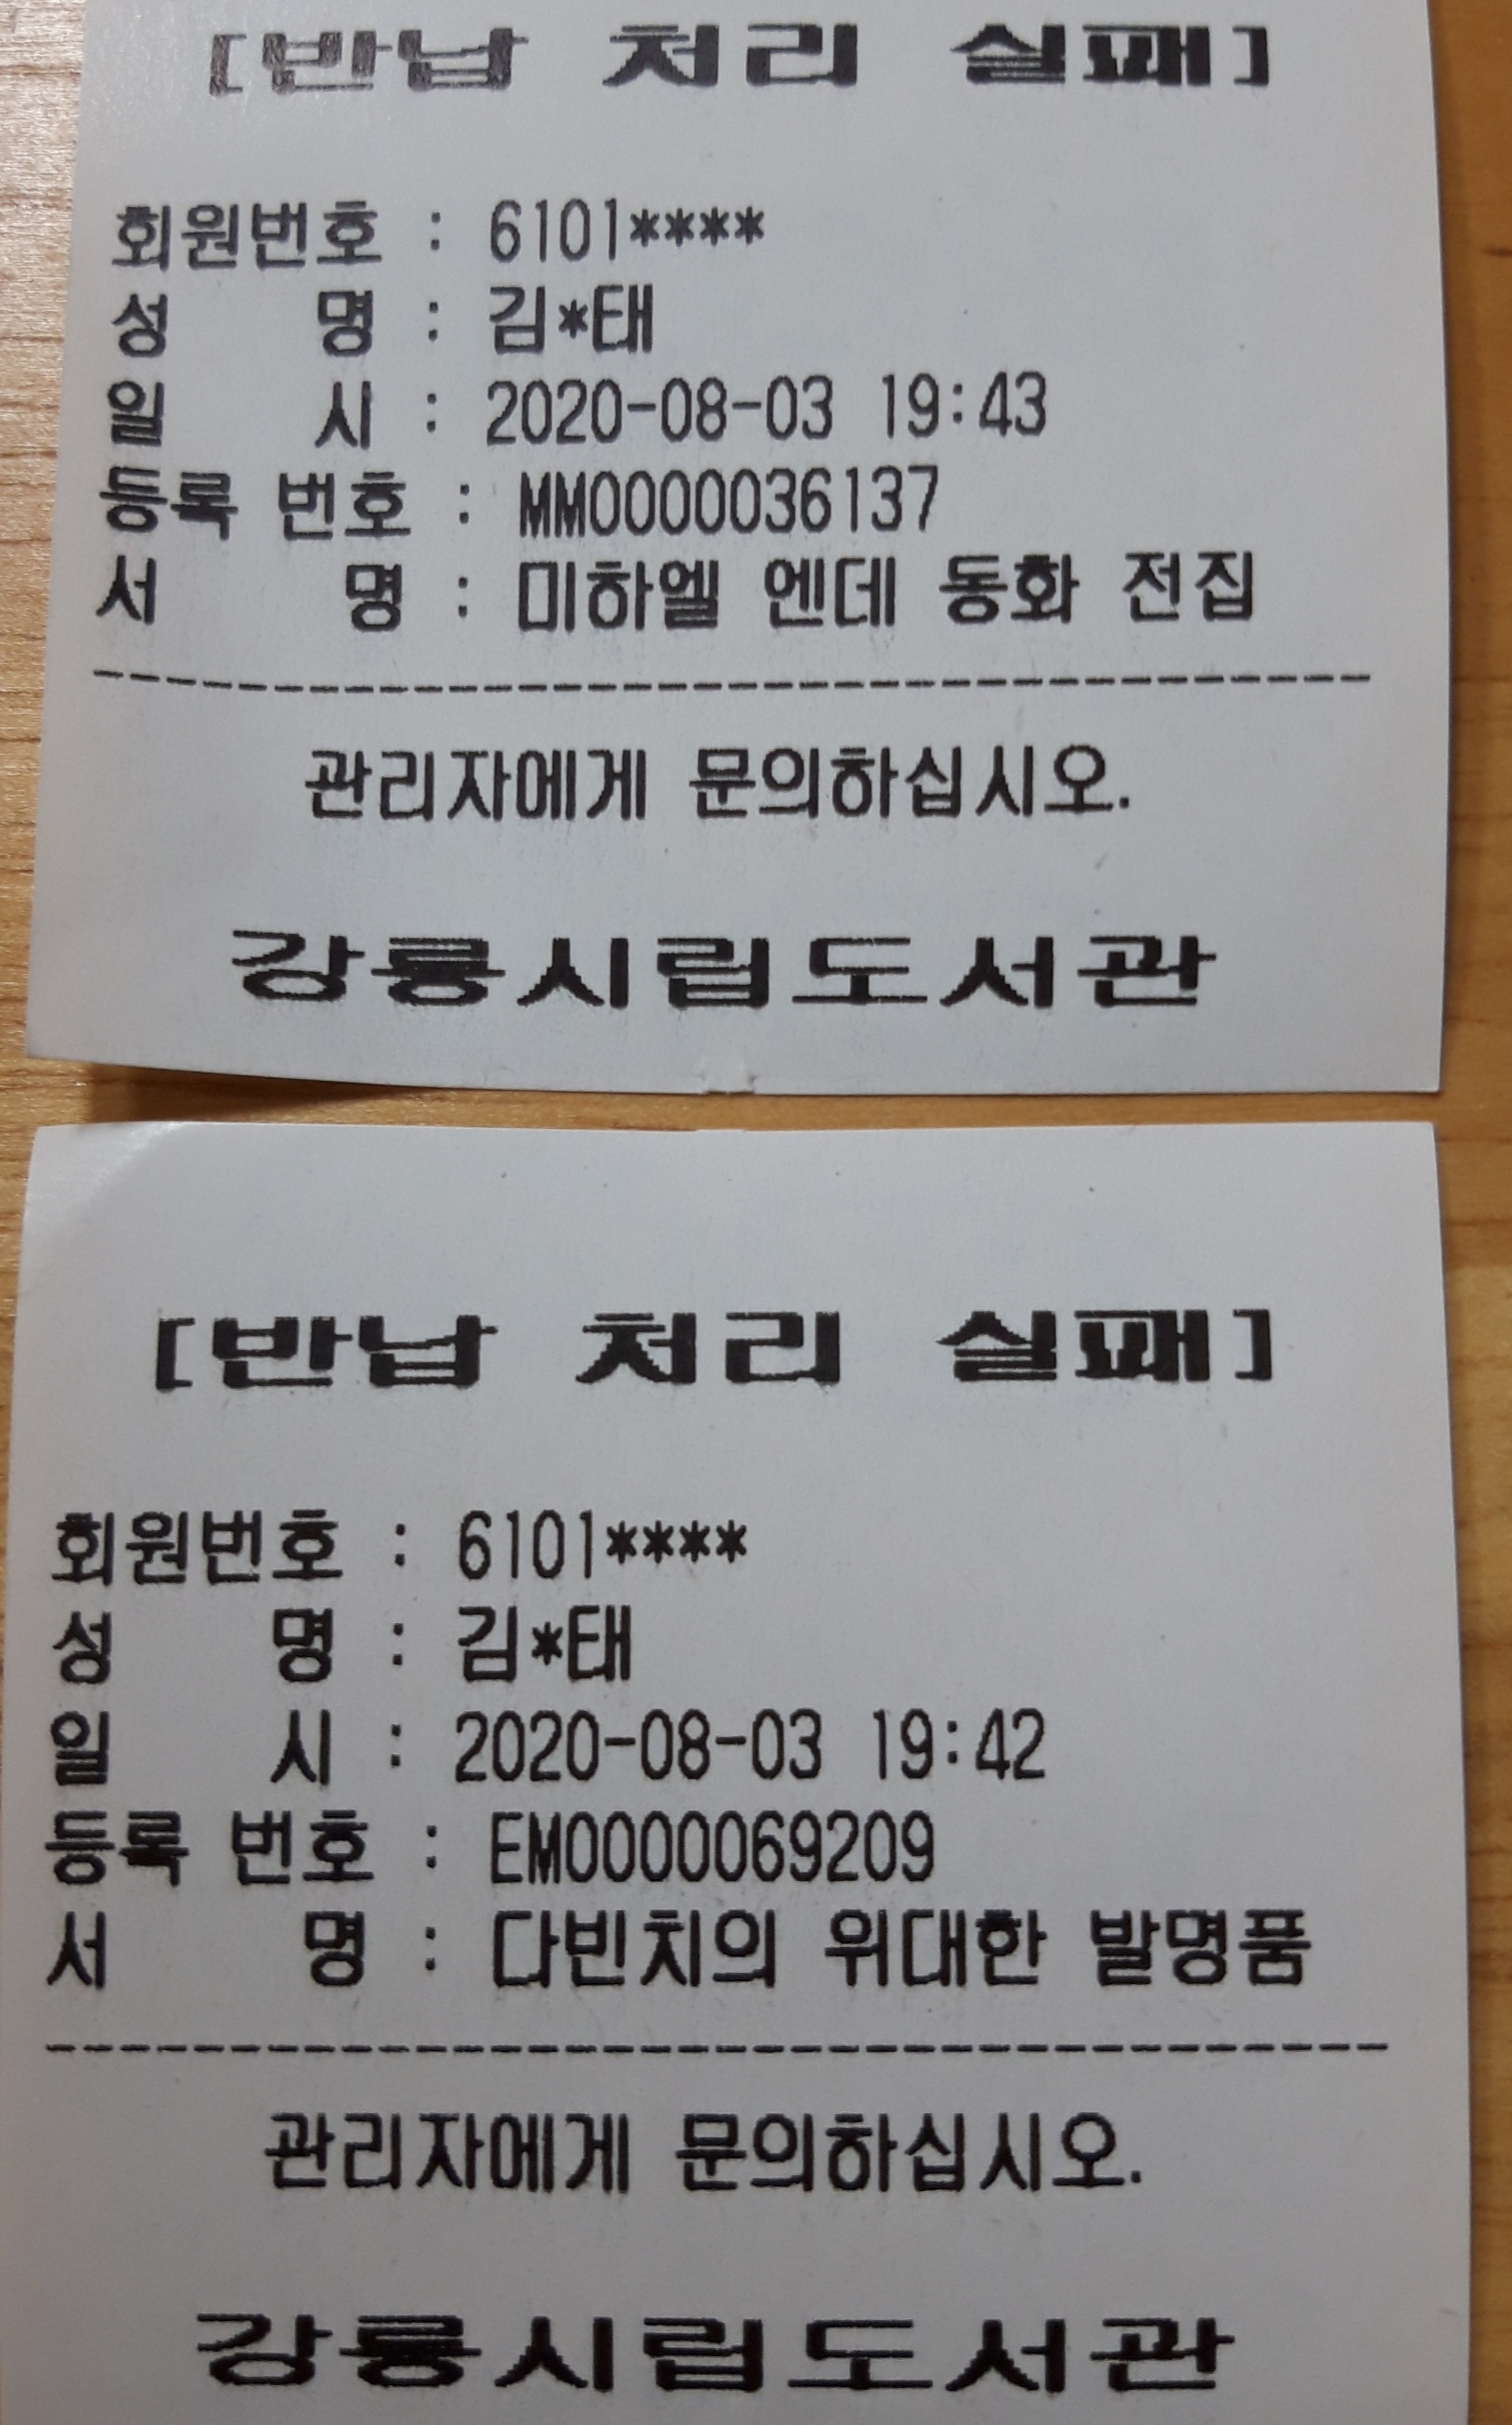 [반납 처리 실패]
회원번호 : 6101****
성 명 : 김*태
일 시 : 2020-08-03 19:43
등록 번호 : MM0000036137
서 명 : 미하엘 엔데 동화 전집
------------------------------------
관리자에게 문의하십시오.
강릉시립도서관
[반납 처리 실패]
회원번호 : 6101****
성 명 : 김*태
일 시 : 2020-08-03 19:42
등록 번호 : EM0000069209
서 명 : 다빈치의 위대한 발명품
------------------------------------
관리자에게 문의하십시오.
강릉시립도서관